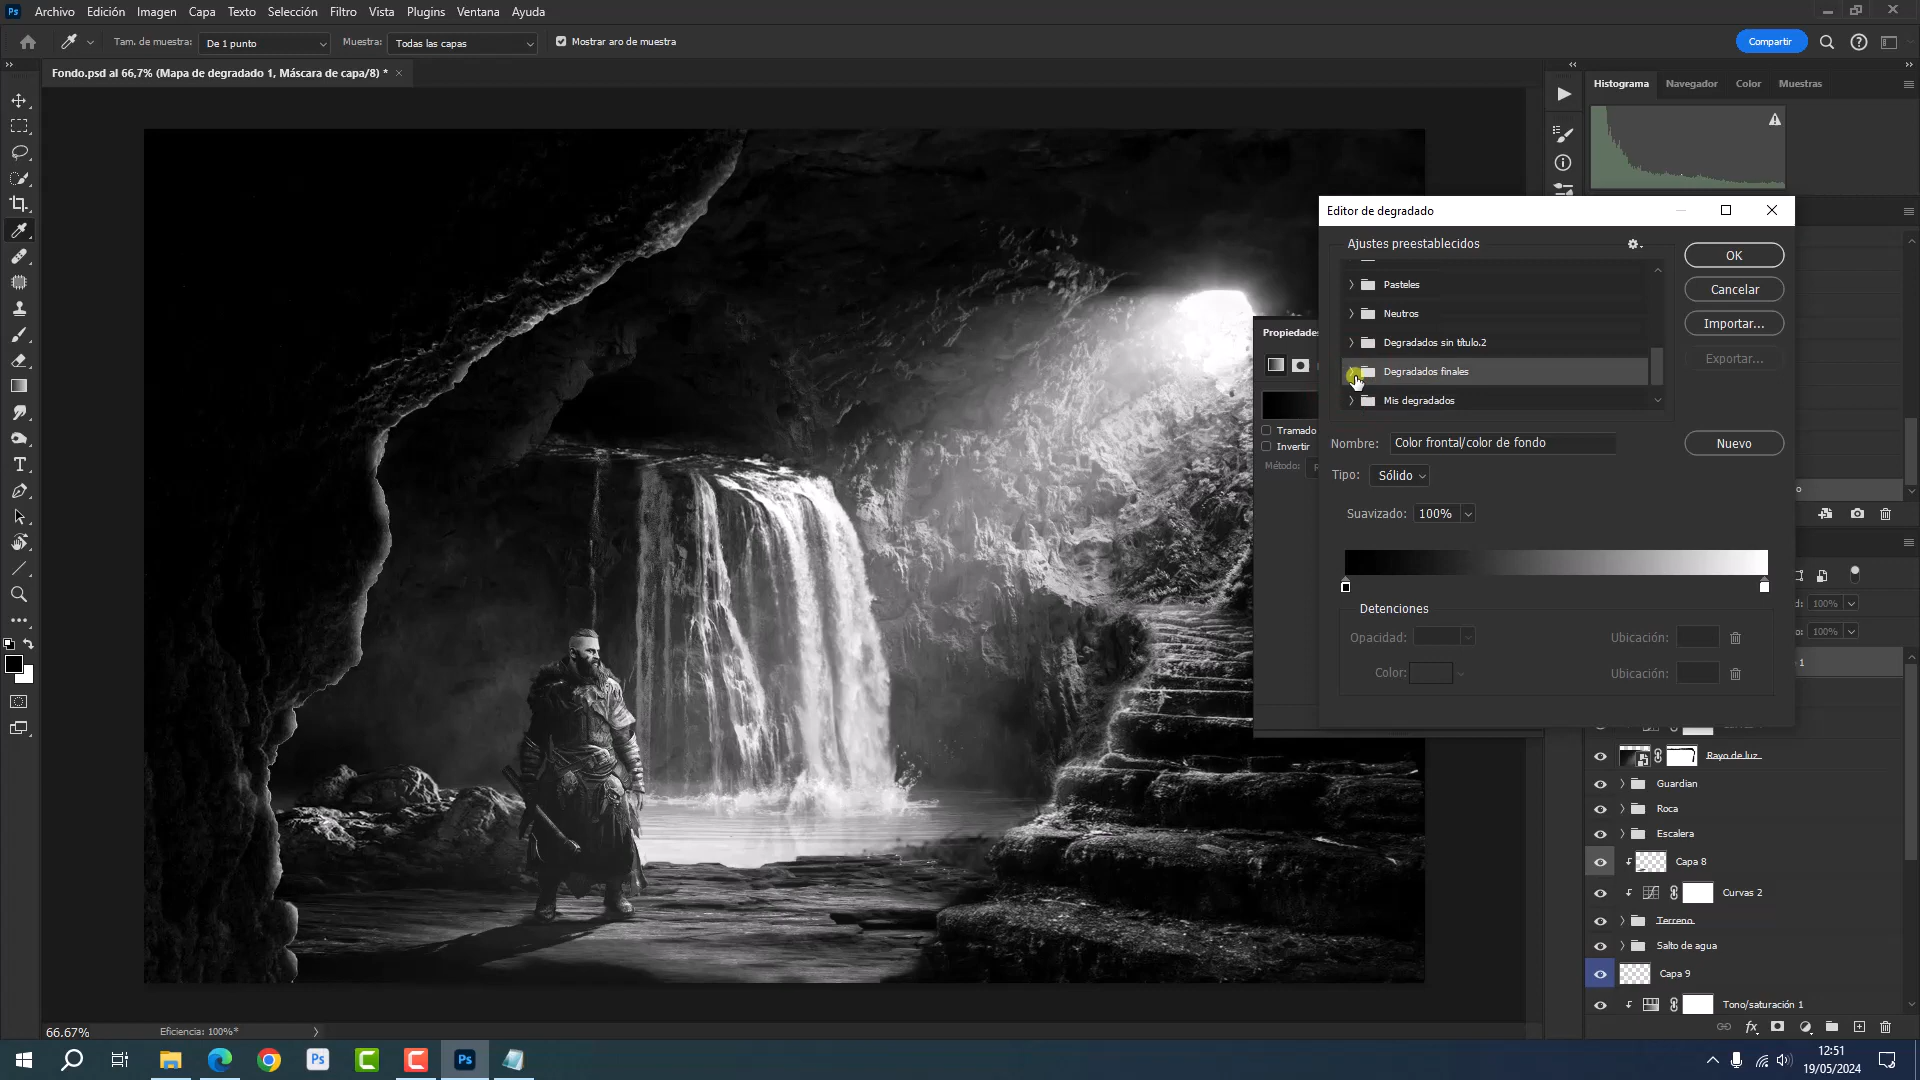 Archivo Edición Imagen Capa Texto Selección Filtro Vista Plugins Ventana Ayuda
Tam. de muestra: De 1 punto Muestra: Todas las capas Mostrar aro de muestra Compartir
Fondo.psd al 66,7% (Mapa de degradado 1, Máscara de capa/8) *
Histograma Navegador Color Muestras
Editor de degradado
Ajustes preestablecidos
OK
Pasteles
Cancelar
Neutros
Importar...
Propiedades
Degradados sin título.2
Exportar...
Degradados finales
Mis degradados
Tramado
Invertir
Nombre: Color frontal/color de fondo
Nuevo
Método:
Tipo: Sólido
Suavizado: 100%
Detenciones
100%
Opacidad: Ubicación:
100%
Color: Ubicación:
1
Rayo de luz
Guardian
Roca
Escalera
Capa 8
Curvas 2
Terreno
Salto de agua
Capa 9
Tono/saturación 1
66.67% Eficiencia: 100%*
12:51
19/05/2024